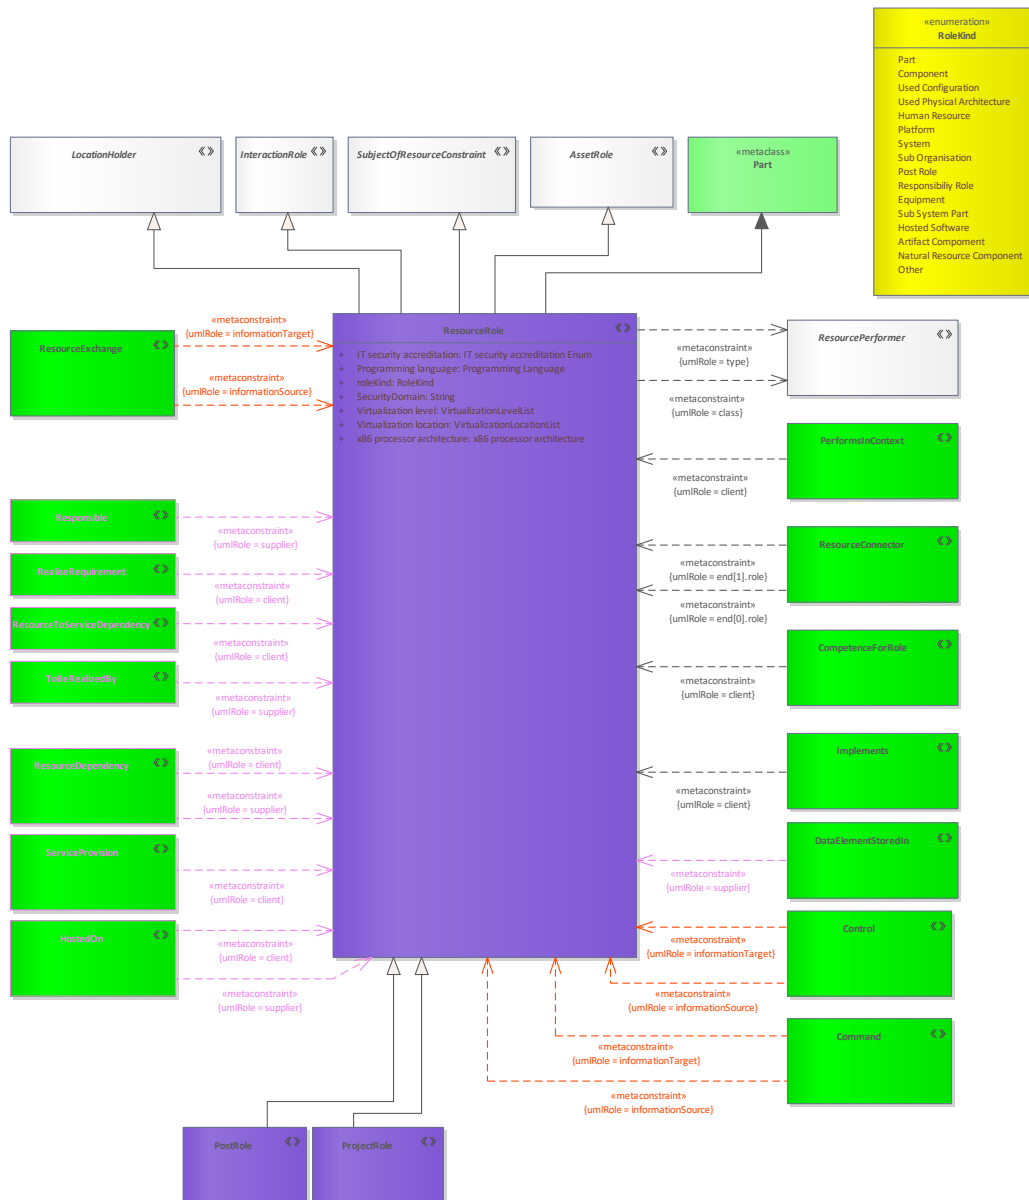 «enumeration»
RoleKind
Part
Component
Used Configuration
Used Physical Architecture
Human Resource
Platform
System
Sub Organisation
Post Role
Responsibiliy Role
Equipment
Sub System Part
Hosted Software
Artifact Compoment
Natural Resource Component
Other
LocationHolder
InteractionRole
SubjectOfResourceConstraint
AssetRole
«metaclass»
Part
ResourceExchange
«metaconstraint»
{umlRole = informationTarget}
«metaconstraint»
{umlRole = informationSource}
ResourceRole
+ IT security accreditation: IT security accreditation Enum
+ Programming language: Programming Language
+ roleKind: RoleKind
+ SecurityDomain: String
+ Virtualization level: VirtualizationLevelList
+ Virtualization location: VirtualizationLocationList
+ x86 processor architecture: x86 processor architecture
«metaconstraint»
{umlRole = type}
«metaconstraint»
{umlRole = class}
ResourcePerformer
PerformsInContext
«metaconstraint»
{umlRole = client}
Responsible
«metaconstraint»
{umlRole = supplier}
RealiseRequirement
«metaconstraint»
{umlRole = client}
ResourceToServiceDependency
«metaconstraint»
{umlRole = client}
ToBeRealizedBy
«metaconstraint»
{umlRole = supplier}
ResourceConnector
«metaconstraint»
{umlRole = end[1].role}
«metaconstraint»
{umlRole = end[0].role}
CompetenceForRole
«metaconstraint»
{umlRole = client}
ResourceDependency
«metaconstraint»
{umlRole = client}
«metaconstraint»
{umlRole = supplier}
Implements
«metaconstraint»
{umlRole = client}
ServiceProvision
«metaconstraint»
{umlRole = client}
DataElementStoredIn
«metaconstraint»
{umlRole = supplier}
HostedOn
«metaconstraint»
{umlRole = client}
«metaconstraint»
{umlRole = supplier}
Control
«metaconstraint»
{umlRole = informationTarget}
«metaconstraint»
{umlRole = informationSource}
Command
«metaconstraint»
{umlRole = informationTarget}
«metaconstraint»
{umlRole = informationSource}
PostRole
ProjectRole